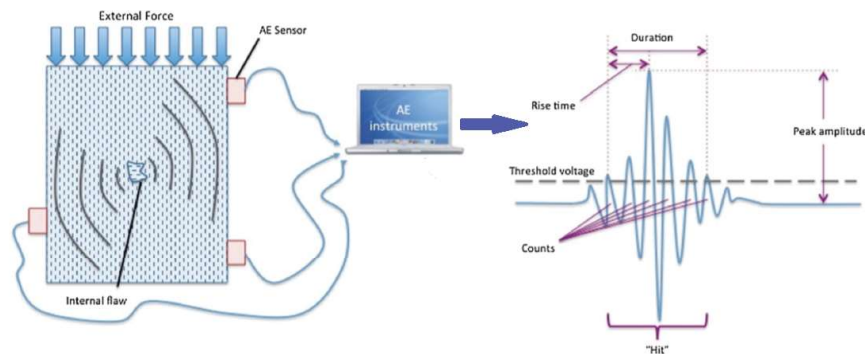 External Force
AE Sensor
AE
instruments
Internal flaw
Duration
Rise time
Peak amplitude
Threshold voltage
Counts
"Hit"